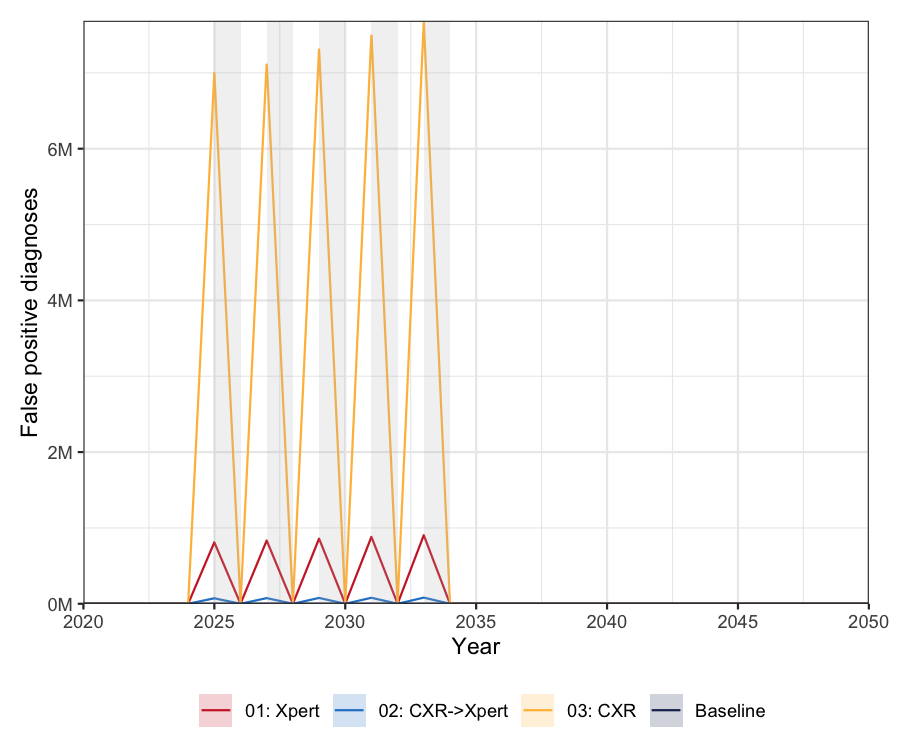 False positive diagnoses
6M
4M
2M
0M
2020 2025 2030 2035 2040 2045 2050
Year
01: Xpert 02: CXR->Xpert 03: CXR Baseline